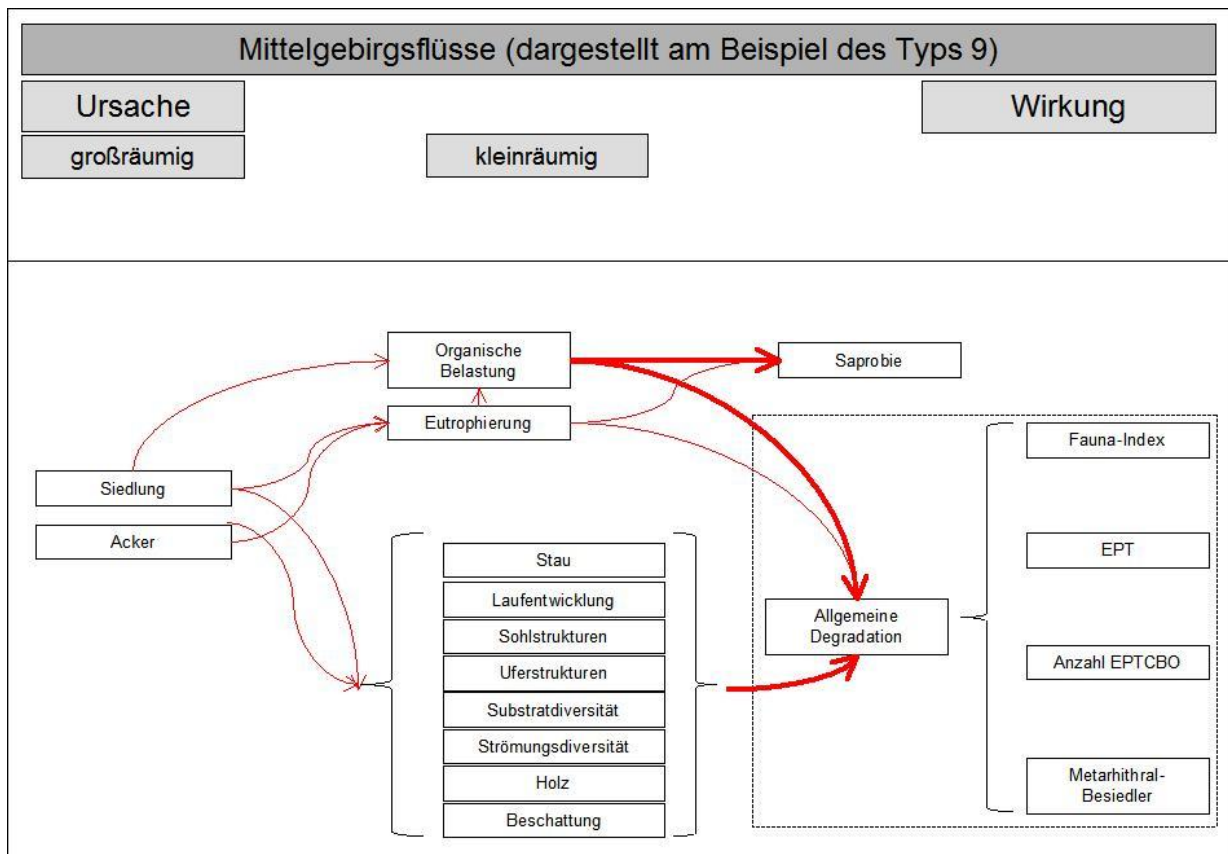 Mittelgebirgsflüsse (dargestellt am Beispiel des Typs 9)
Ursache
Wirkung
großräumig
kleinräumig
Organische
Belastung
Saprobie
Eutrophierung
Fauna-Index
Siedlung
Acker
Stau
EPT
Laufentwicklung
Allgemeine
Degradation
Sohlstrukturen
Uferstrukturen
Anzahl EPTCBO
Substratdiversität
Strömungsdiversität
Holz
Metarhithral-
Besiedler
Beschattung